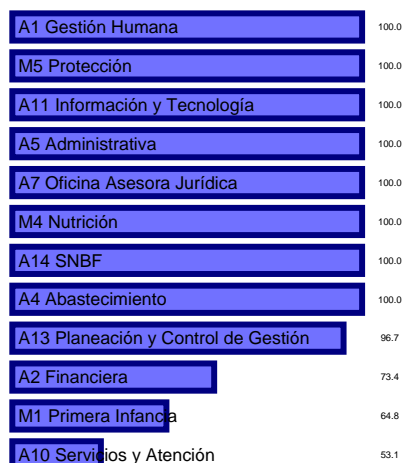 A1 Gestión Humana 100.0
M5 Protección 100.0
A11 Información y Tecnología 100.0
A5 Administrativa 100.0
A7 Oficina Asesora Jurídica 100.0
M4 Nutrición 100.0
A14 SNBF 100.0
A4 Abastecimiento 100.0
A13 Planeación y Control de Gestión 96.7
A2 Financiera 73.4
M1 Primera Infancia 64.8
A10 Servicios y Atención 53.1